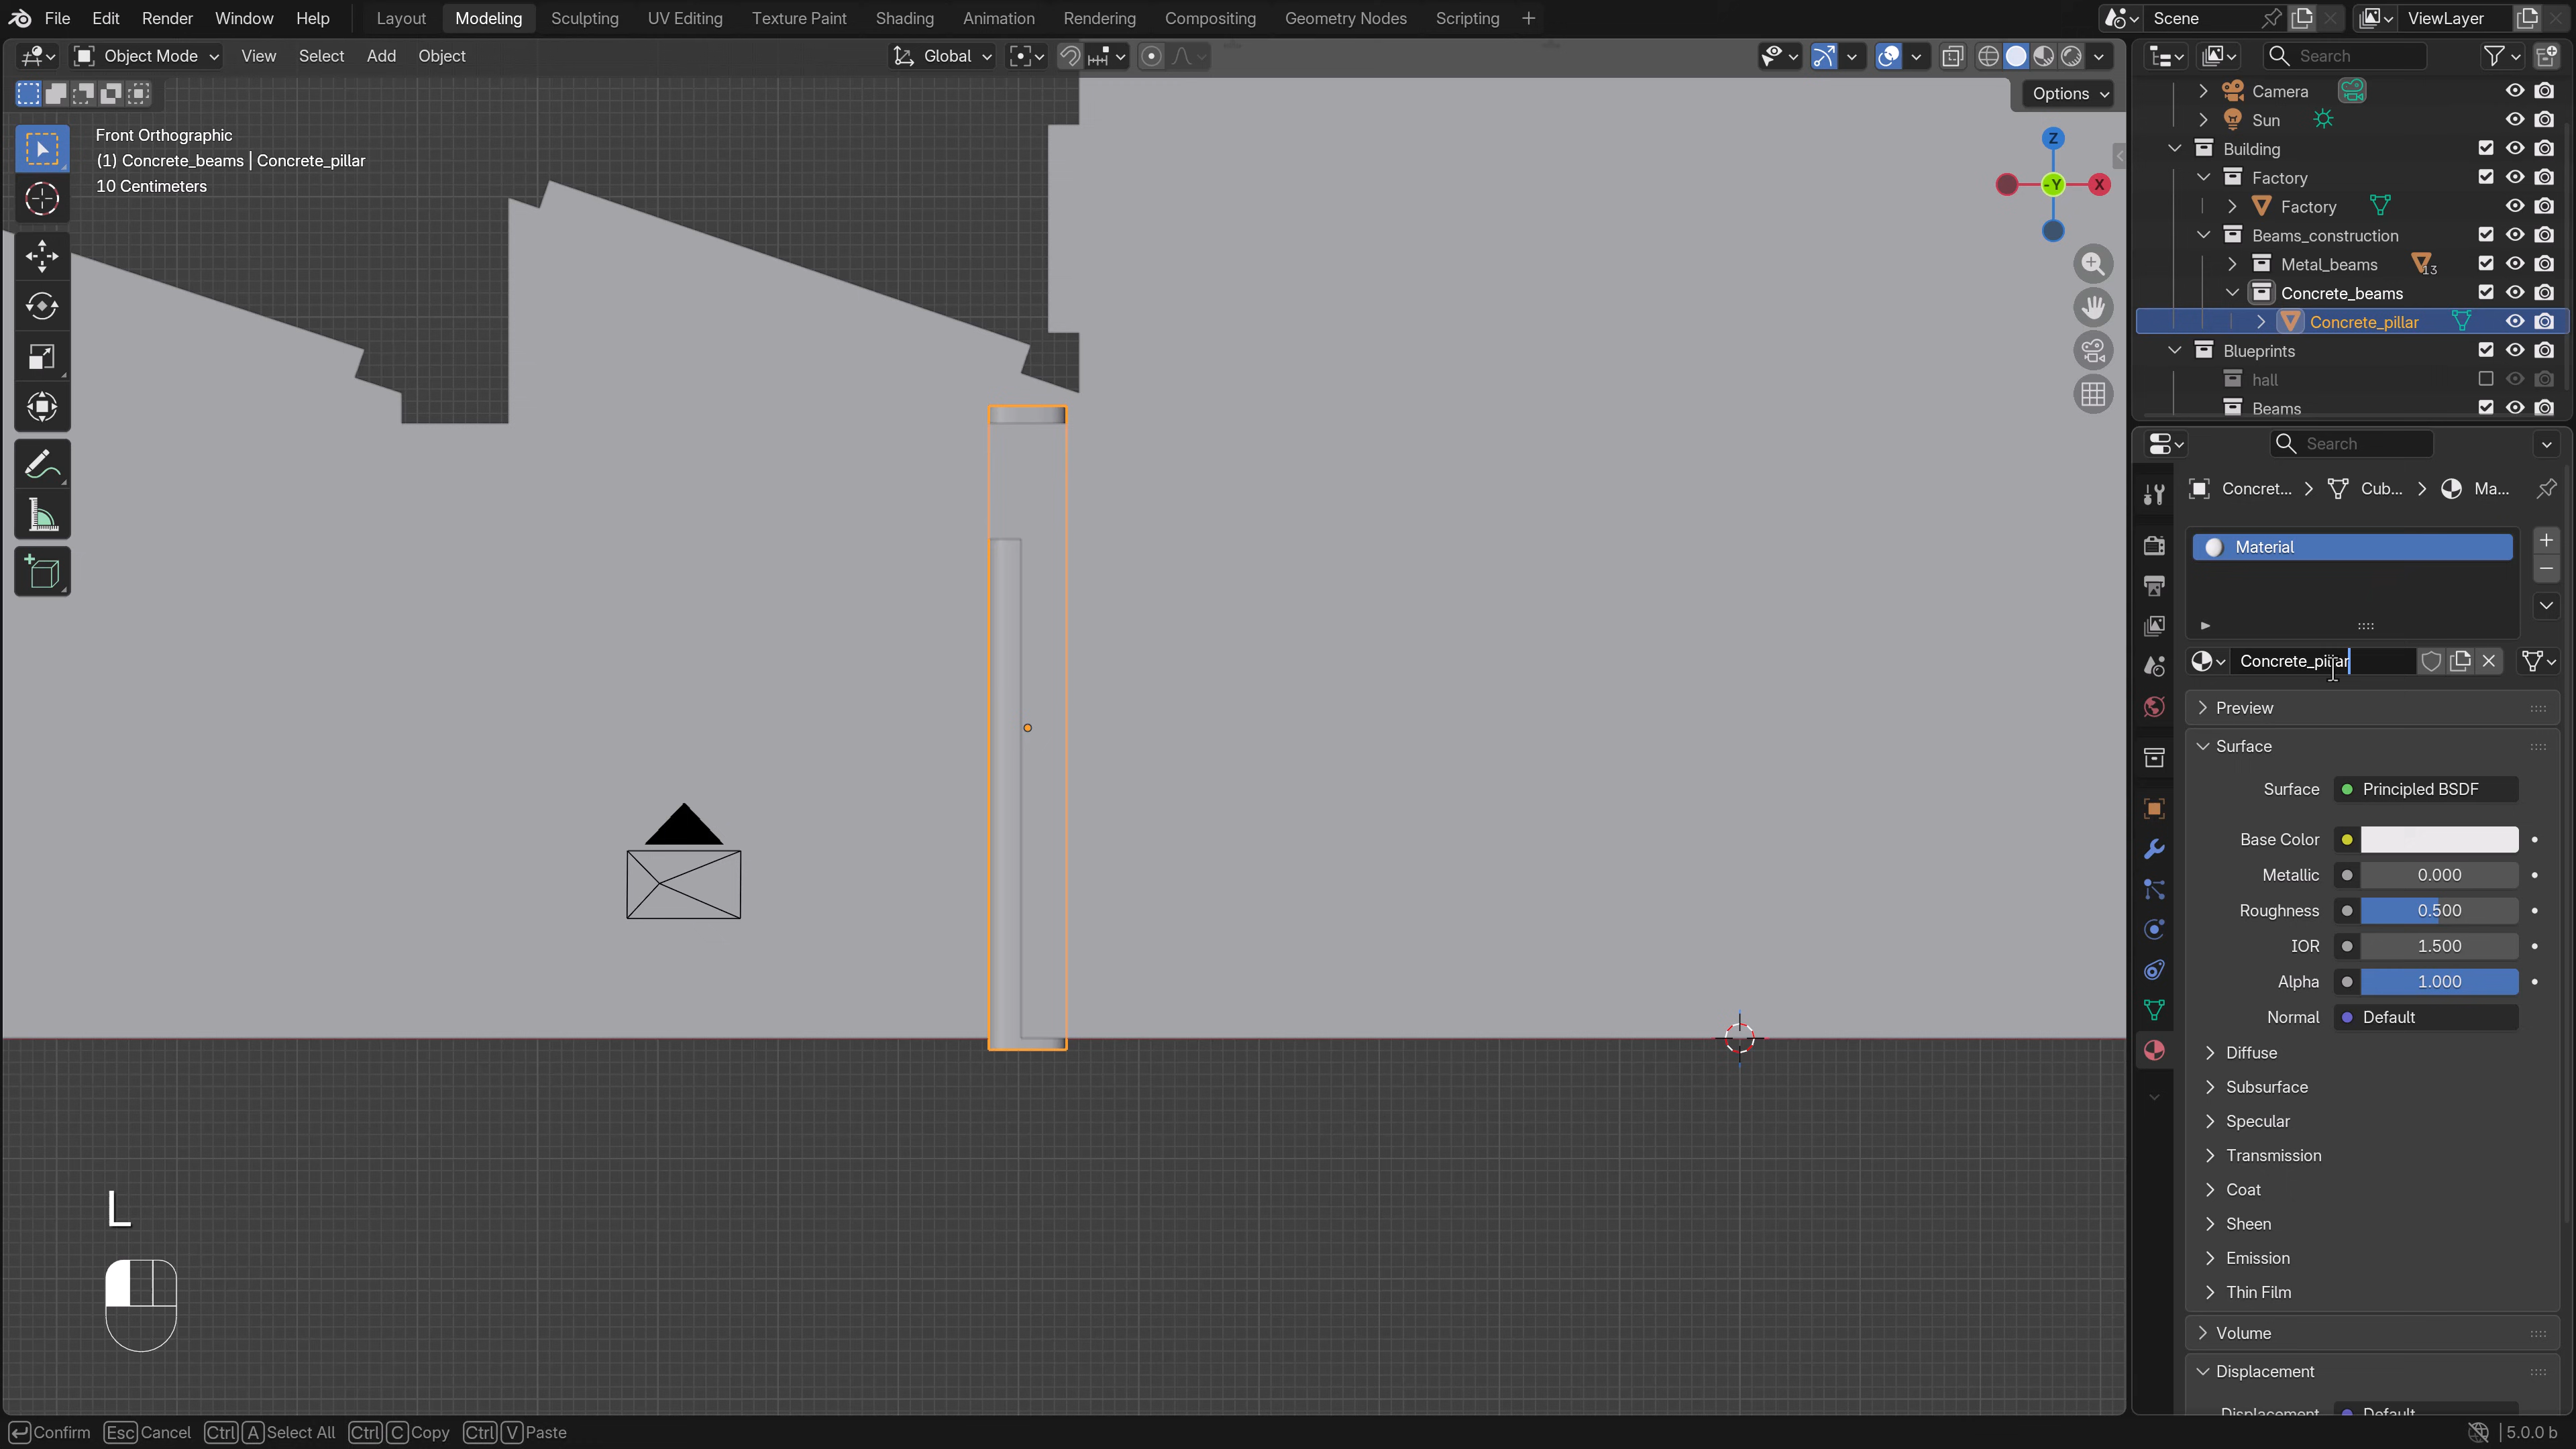 File Edit Render Window Help Layout Modeling Sculpting UV Editing Texture Paint Shading Animation Rendering Compositing Geometry Nodes Scripting Scene ViewLayer
Object Mode View Select Add Object Global Search
Options
Front Orthographic
(1) Concrete_beams | Concrete_pillar
10 Centimeters
Z
-Y
X
Camera
Sun
Building
Factory
Factory
Beams_construction
Metal_beams 13
Concrete_beams
Concrete_pillar
Blueprints
hall
Beams
Search
Concret... Cub... Ma...
Material
Concrete_pillar
Preview
Surface
Surface Principled BSDF
Base Color
Metallic 0.000
Roughness 0.500
IOR 1.500
Alpha 1.000
Normal Default
Diffuse
Subsurface
Specular
Transmission
Coat
Sheen
Emission
Thin Film
Volume
Displacement
Displacement Default
L
Confirm Esc Cancel Ctrl A Select All Ctrl C Copy Ctrl V Paste 5.0.0 b